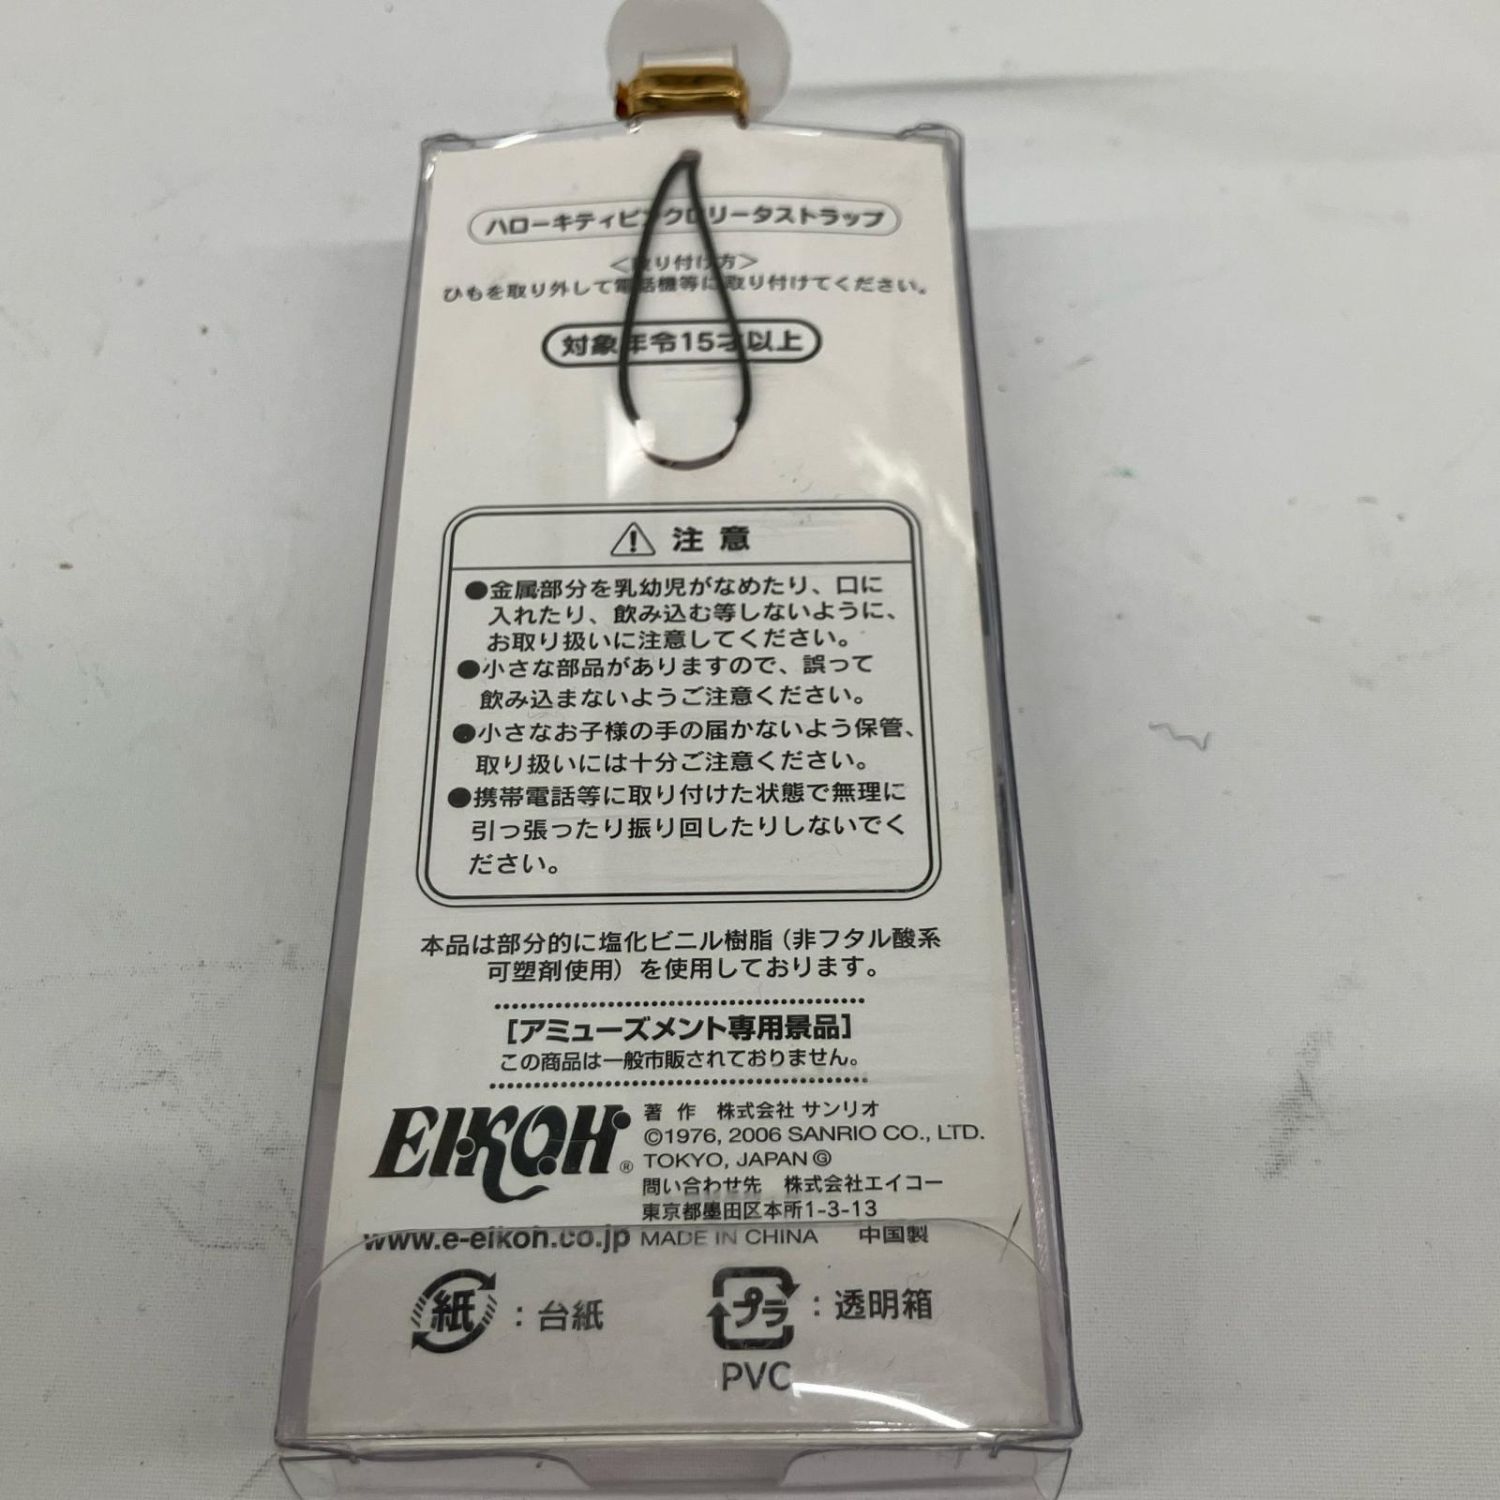 ハローキティピンクロリータストラップ
＜取り付け方＞
ひもを取り外して電話機等に取り付けてください。
対象年令15才以上
注意
●金属部分を乳幼児がなめたり、口に
入れたり、飲み込む等しないように、
お取り扱いに注意してください。
●小さな部品がありますので、誤って
飲み込まないようご注意ください。
●小さなお子様の手の届かないよう保管、
取り扱いには十分ご注意ください。
●携帯電話等に取り付けた状態で無理に
引っ張ったり振り回したりしないでく
ださい。
本品は部分的に塩化ビニル樹脂（非フタル酸系
可塑剤使用）を使用しております。
［アミューズメント専用景品］
この商品は一般市販されておりません。
EIKOH®
著 作 株式会社 サンリオ
©1976, 2006 SANRIO CO., LTD.
TOKYO, JAPAN Ⓖ
問い合わせ先 株式会社エイコー
東京都墨田区本所1-3-13
www.e-eikoh.co.jp MADE IN CHINA 中国製
紙：台紙
プラ：透明箱
PVC